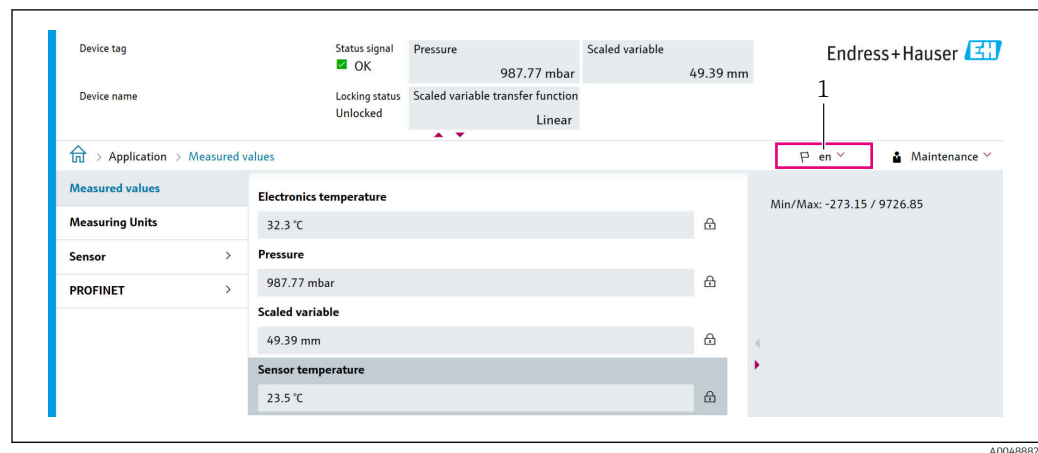 Device tag
Status signal
OK
Pressure
987.77 mbar
Scaled variable
49.39 mm
Endress+Hauser EH
Device name
Locking status
Unlocked
Scaled variable transfer function
Linear
1
Application > Measured values
en
Maintenance
Measured values
Measuring Units
Sensor >
PROFINET >
Electronics temperature
32.3 °C
Pressure
987.77 mbar
Scaled variable
49.39 mm
Sensor temperature
23.5 °C
Min/Max: -273.15 / 9726.85
A0048882